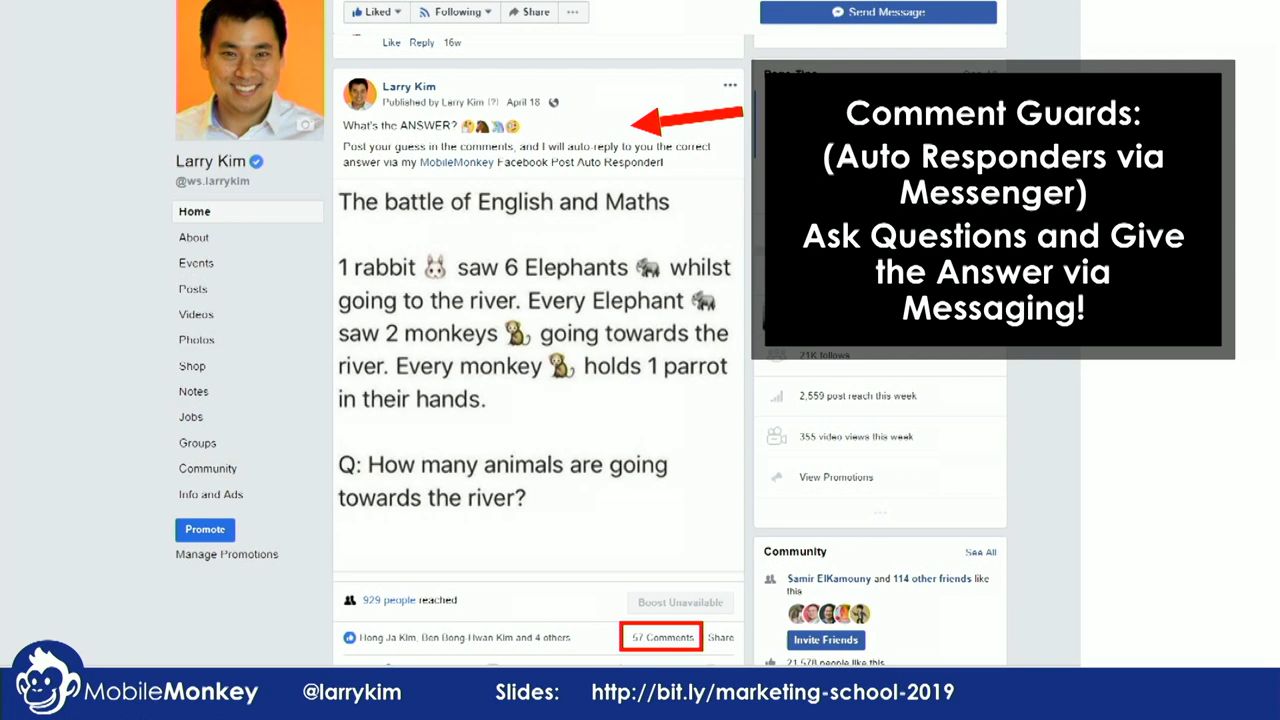 Liked
Following
Share
...
Send Message
Like Reply 16w
Larry Kim
Published by Larry Kim [?] April 18
What's the ANSWER?
Post your guess in the comments, and I will auto-reply to you the correct
answer via my MobileMonkey Facebook Post Auto Responder!
The battle of English and Maths
1 rabbit saw 6 Elephants whilst
going to the river. Every Elephant
saw 2 monkeys going towards the
river. Every monkey holds 1 parrot
in their hands.
Q: How many animals are going
towards the river?
929 people reached
Boost Unavailable
Hong Ja Kim, Ben Dong-Hwan Kim and 4 others
57 Comments
Share
Larry Kim
@ws.larrykim
Home
About
Events
Posts
Videos
Photos
Shop
Notes
Jobs
Groups
Community
Info and Ads
Promote
Manage Promotions
Comment Guards:
(Auto Responders via
Messenger)
Ask Questions and Give
the Answer via
Messaging!
21K follows
2,559 post reach this week
355 video views this week
View Promotions
...
Community
See All
Samir ElKamouny and 114 other friends like
this
Invite Friends
21,578 people like this
MobileMonkey
@larrykim
Slides:
http://bit.ly/marketing-school-2019